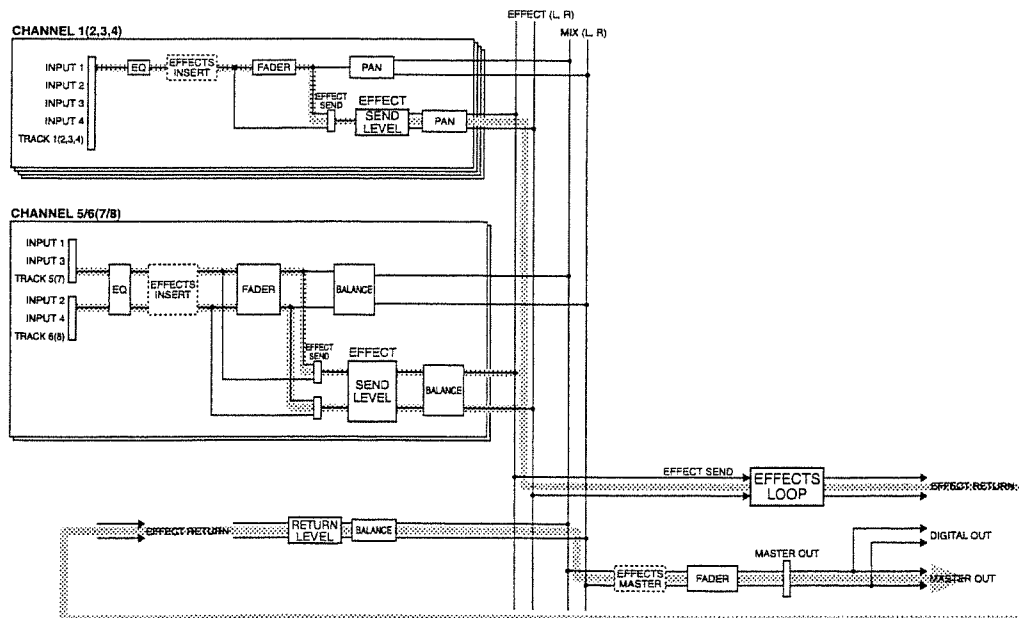 EFFECT (L, R)
MIX (L, R)
CHANNEL 1(2,3,4)
INPUT 1
INPUT 2
INPUT 3
INPUT 4
TRACK 1(2,3,4)
EQ
EFFECTS
INSERT
FADER
PAN
EFFECT
SEND
EFFECT
SEND
LEVEL
PAN
CHANNEL 5/6(7/8)
INPUT 1
INPUT 3
TRACK 5(7)
INPUT 2
INPUT 4
TRACK 6(8)
EQ
EFFECTS
INSERT
FADER
BALANCE
EFFECT
SEND
EFFECT
SEND
LEVEL
BALANCE
EFFECT SEND
EFFECTS
LOOP
EFFECT RETURN
EFFECT RETURN
RETURN
LEVEL
BALANCE
DIGITAL OUT
MASTER OUT
EFFECTS
MASTER
FADER
MASTER OUT